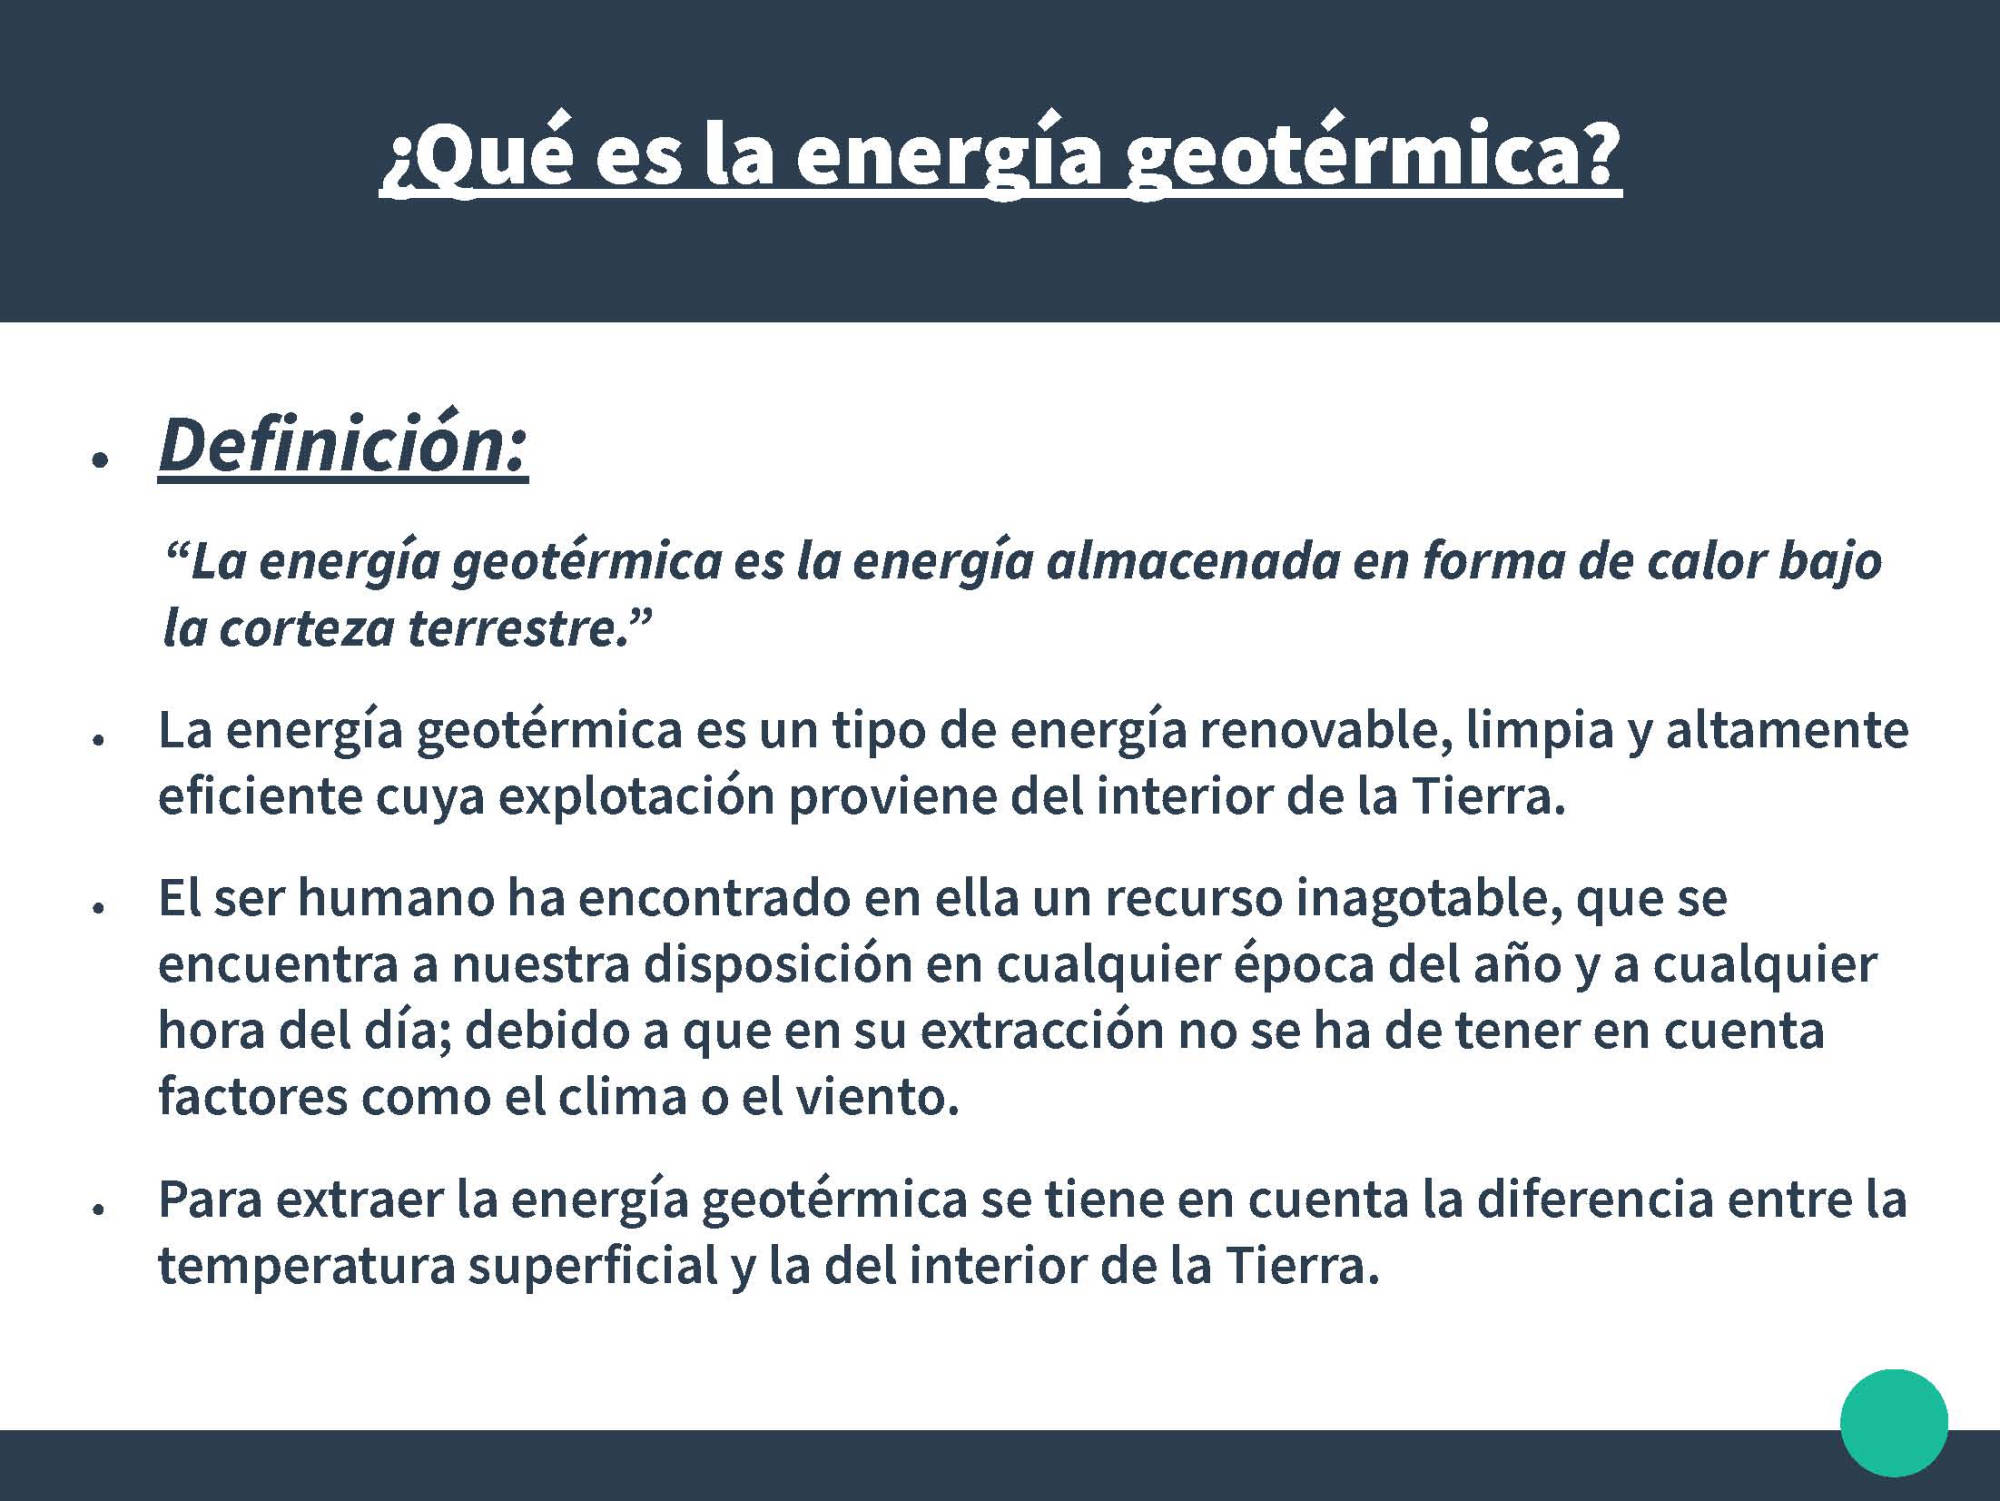 ¿Qué es la energía geotérmica?
• Definición:
“La energía geotérmica es la energía almacenada en forma de calor bajo
la corteza terrestre.”
• La energía geotérmica es un tipo de energía renovable, limpia y altamente
eficiente cuya explotación proviene del interior de la Tierra.
• El ser humano ha encontrado en ella un recurso inagotable, que se
encuentra a nuestra disposición en cualquier época del año y a cualquier
hora del día; debido a que en su extracción no se ha de tener en cuenta
factores como el clima o el viento.
• Para extraer la energía geotérmica se tiene en cuenta la diferencia entre la
temperatura superficial y la del interior de la Tierra.